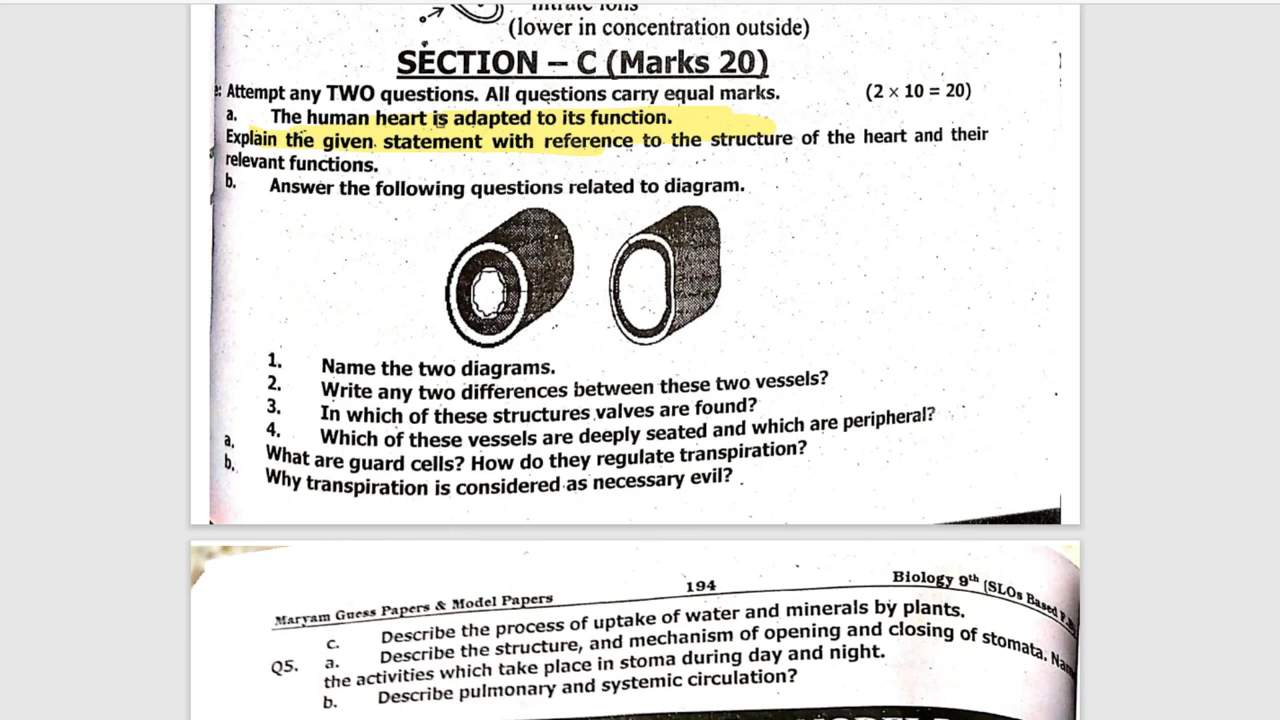 (lower in concentration outside)
SECTION – C (Marks 20)
Attempt any TWO questions. All questions carry equal marks. (2 × 10 = 20)
a. The human heart is adapted to its function.
Explain the given statement with reference to the structure of the heart and their
relevant functions.
b. Answer the following questions related to diagram.
1. Name the two diagrams.
2. Write any two differences between these two vessels?
3. In which of these structures valves are found?
4. Which of these vessels are deeply seated and which are peripheral?
a. What are guard cells? How do they regulate transpiration?
b. Why transpiration is considered as necessary evil?
Maryam Guess Papers & Model Papers 194 Biology 9th (SLOs Based
c. Describe the process of uptake of water and minerals by plants.
Q5. a. Describe the structure, and mechanism of opening and closing of stomata.
the activities which take place in stoma during day and night.
b. Describe pulmonary and systemic circulation?